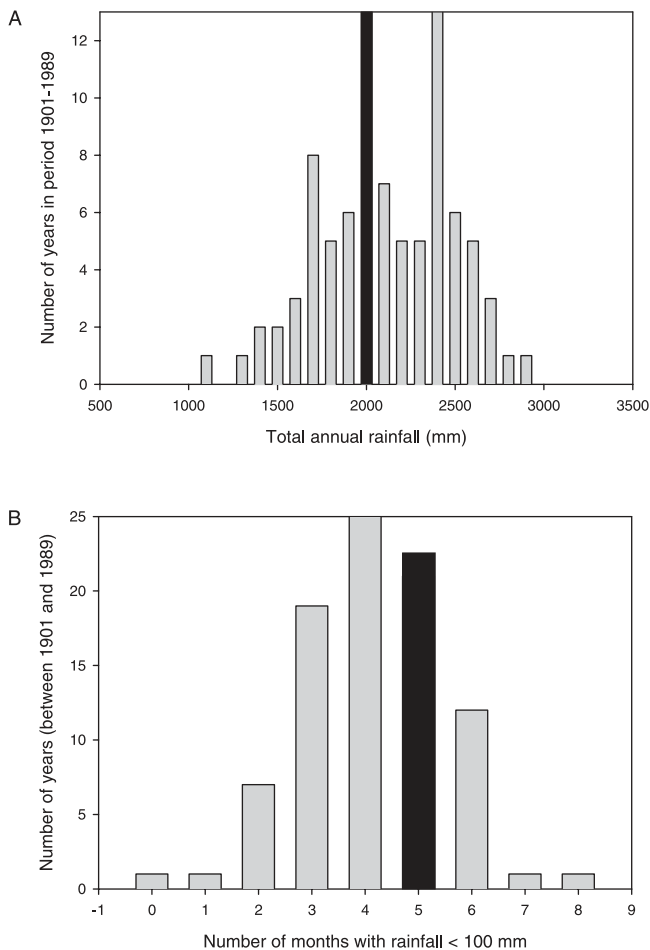 A
Number of years in period 1901-1989
12
10
8
6
4
2
0
500 1000 1500 2000 2500 3000 3500
Total annual rainfall (mm)
B
Number of years (between 1901 and 1989)
25
20
15
10
5
0
-1 0 1 2 3 4 5 6 7 8 9
Number of months with rainfall < 100 mm